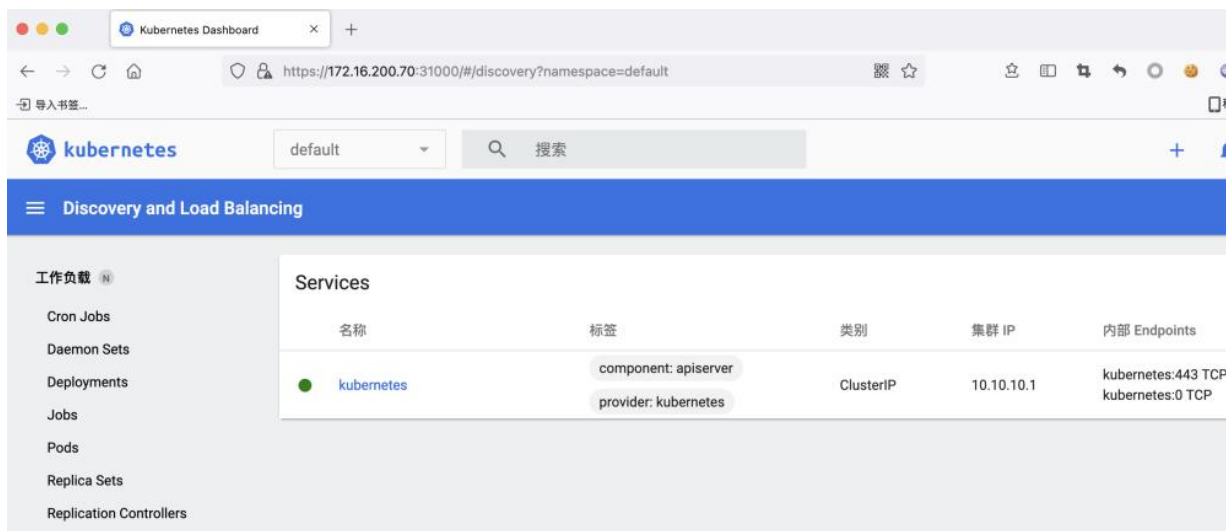 Kubernetes Dashboard
https://172.16.200.70:31000/#/discovery?namespace=default
导入书签...
kubernetes
default
搜索
Discovery and Load Balancing
工作负载 N
Services
Cron Jobs
名称 标签 类别 集群 IP 内部 Endpoints
Daemon Sets
Deployments
kubernetes
component: apiserver
provider: kubernetes
ClusterIP
10.10.10.1
kubernetes:443 TCP
kubernetes:0 TCP
Jobs
Pods
Replica Sets
Replication Controllers